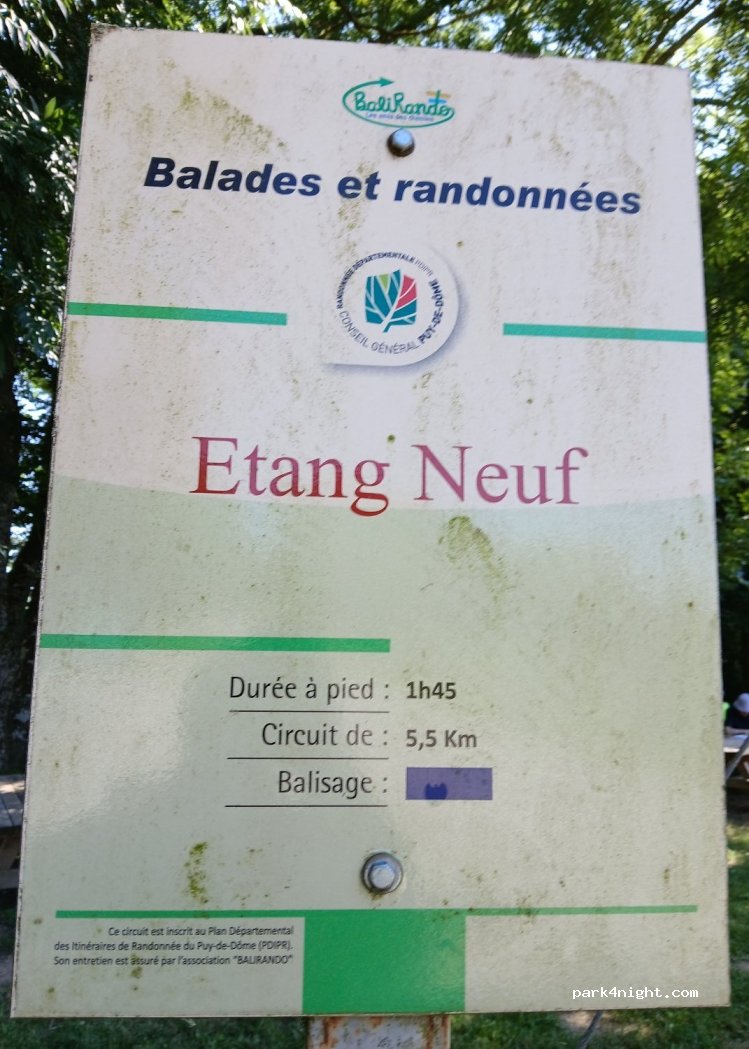 BaliRando
Les amis des chemins
Balades et randonnées
RANDONNÉE DÉPARTEMENTALE PDIPR
CONSEIL GÉNÉRAL PUY-DE-DÔME
Etang Neuf
Durée à pied : 1h45
Circuit de : 5,5 Km
Balisage :
Ce circuit est inscrit au Plan Départemental
des Itinéraires de Randonnée du Puy-de-Dôme (PDIPR).
Son entretien est assuré par l'association "BALIRANDO"
park4night.com